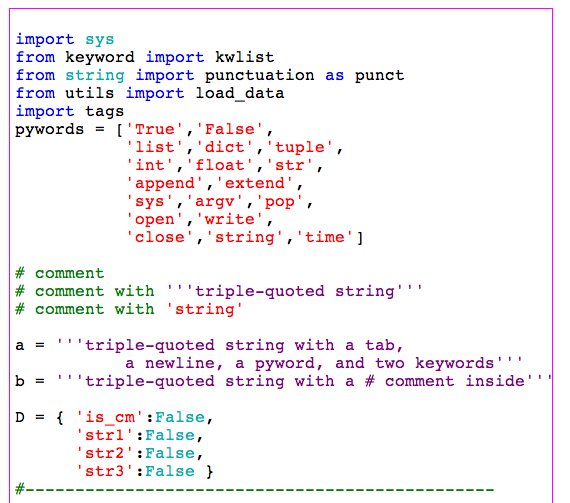 import sys
from keyword import kwlist
from string import punctuation as punct
from utils import load_data
import tags
pywords = ['True','False',
           'list','dict','tuple',
           'int','float','str',
           'append','extend',
           'sys','argv','pop',
           'open','write',
           'close','string','time']

# comment
# comment with '''triple-quoted string'''
# comment with 'string'

a = '''triple-quoted string with a tab,
           a newline, a pyword, and two keywords'''
b = '''triple-quoted string with a # comment inside'''

D = { 'is_cm':False,
      'str1':False,
      'str2':False,
      'str3':False }
#-----------------------------------------------